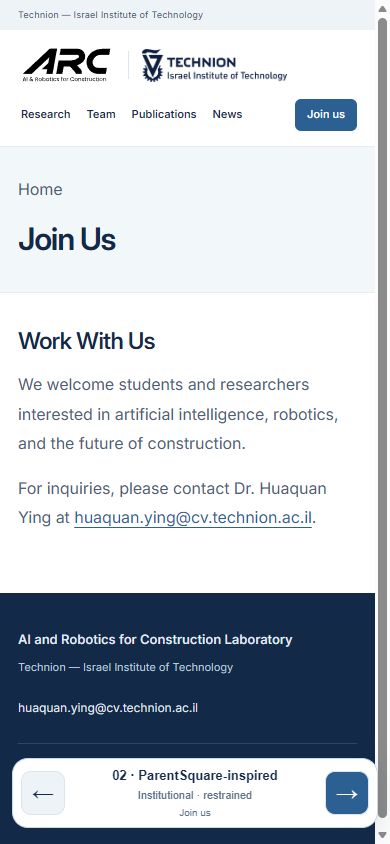 Technion — Israel Institute of Technology
ARC
AI & Robotics for Construction
TECHNION
Israel Institute of Technology
Research Team Publications News Join us
Home
Join Us
Work With Us
We welcome students and researchers
interested in artificial intelligence, robotics,
and the future of construction.
For inquiries, please contact Dr. Huaquan
Ying at huaquan.ying@cv.technion.ac.il.
AI and Robotics for Construction Laboratory
Technion — Israel Institute of Technology
huaquan.ying@cv.technion.ac.il
← 02 · ParentSquare-inspired →
Institutional · restrained
Join us